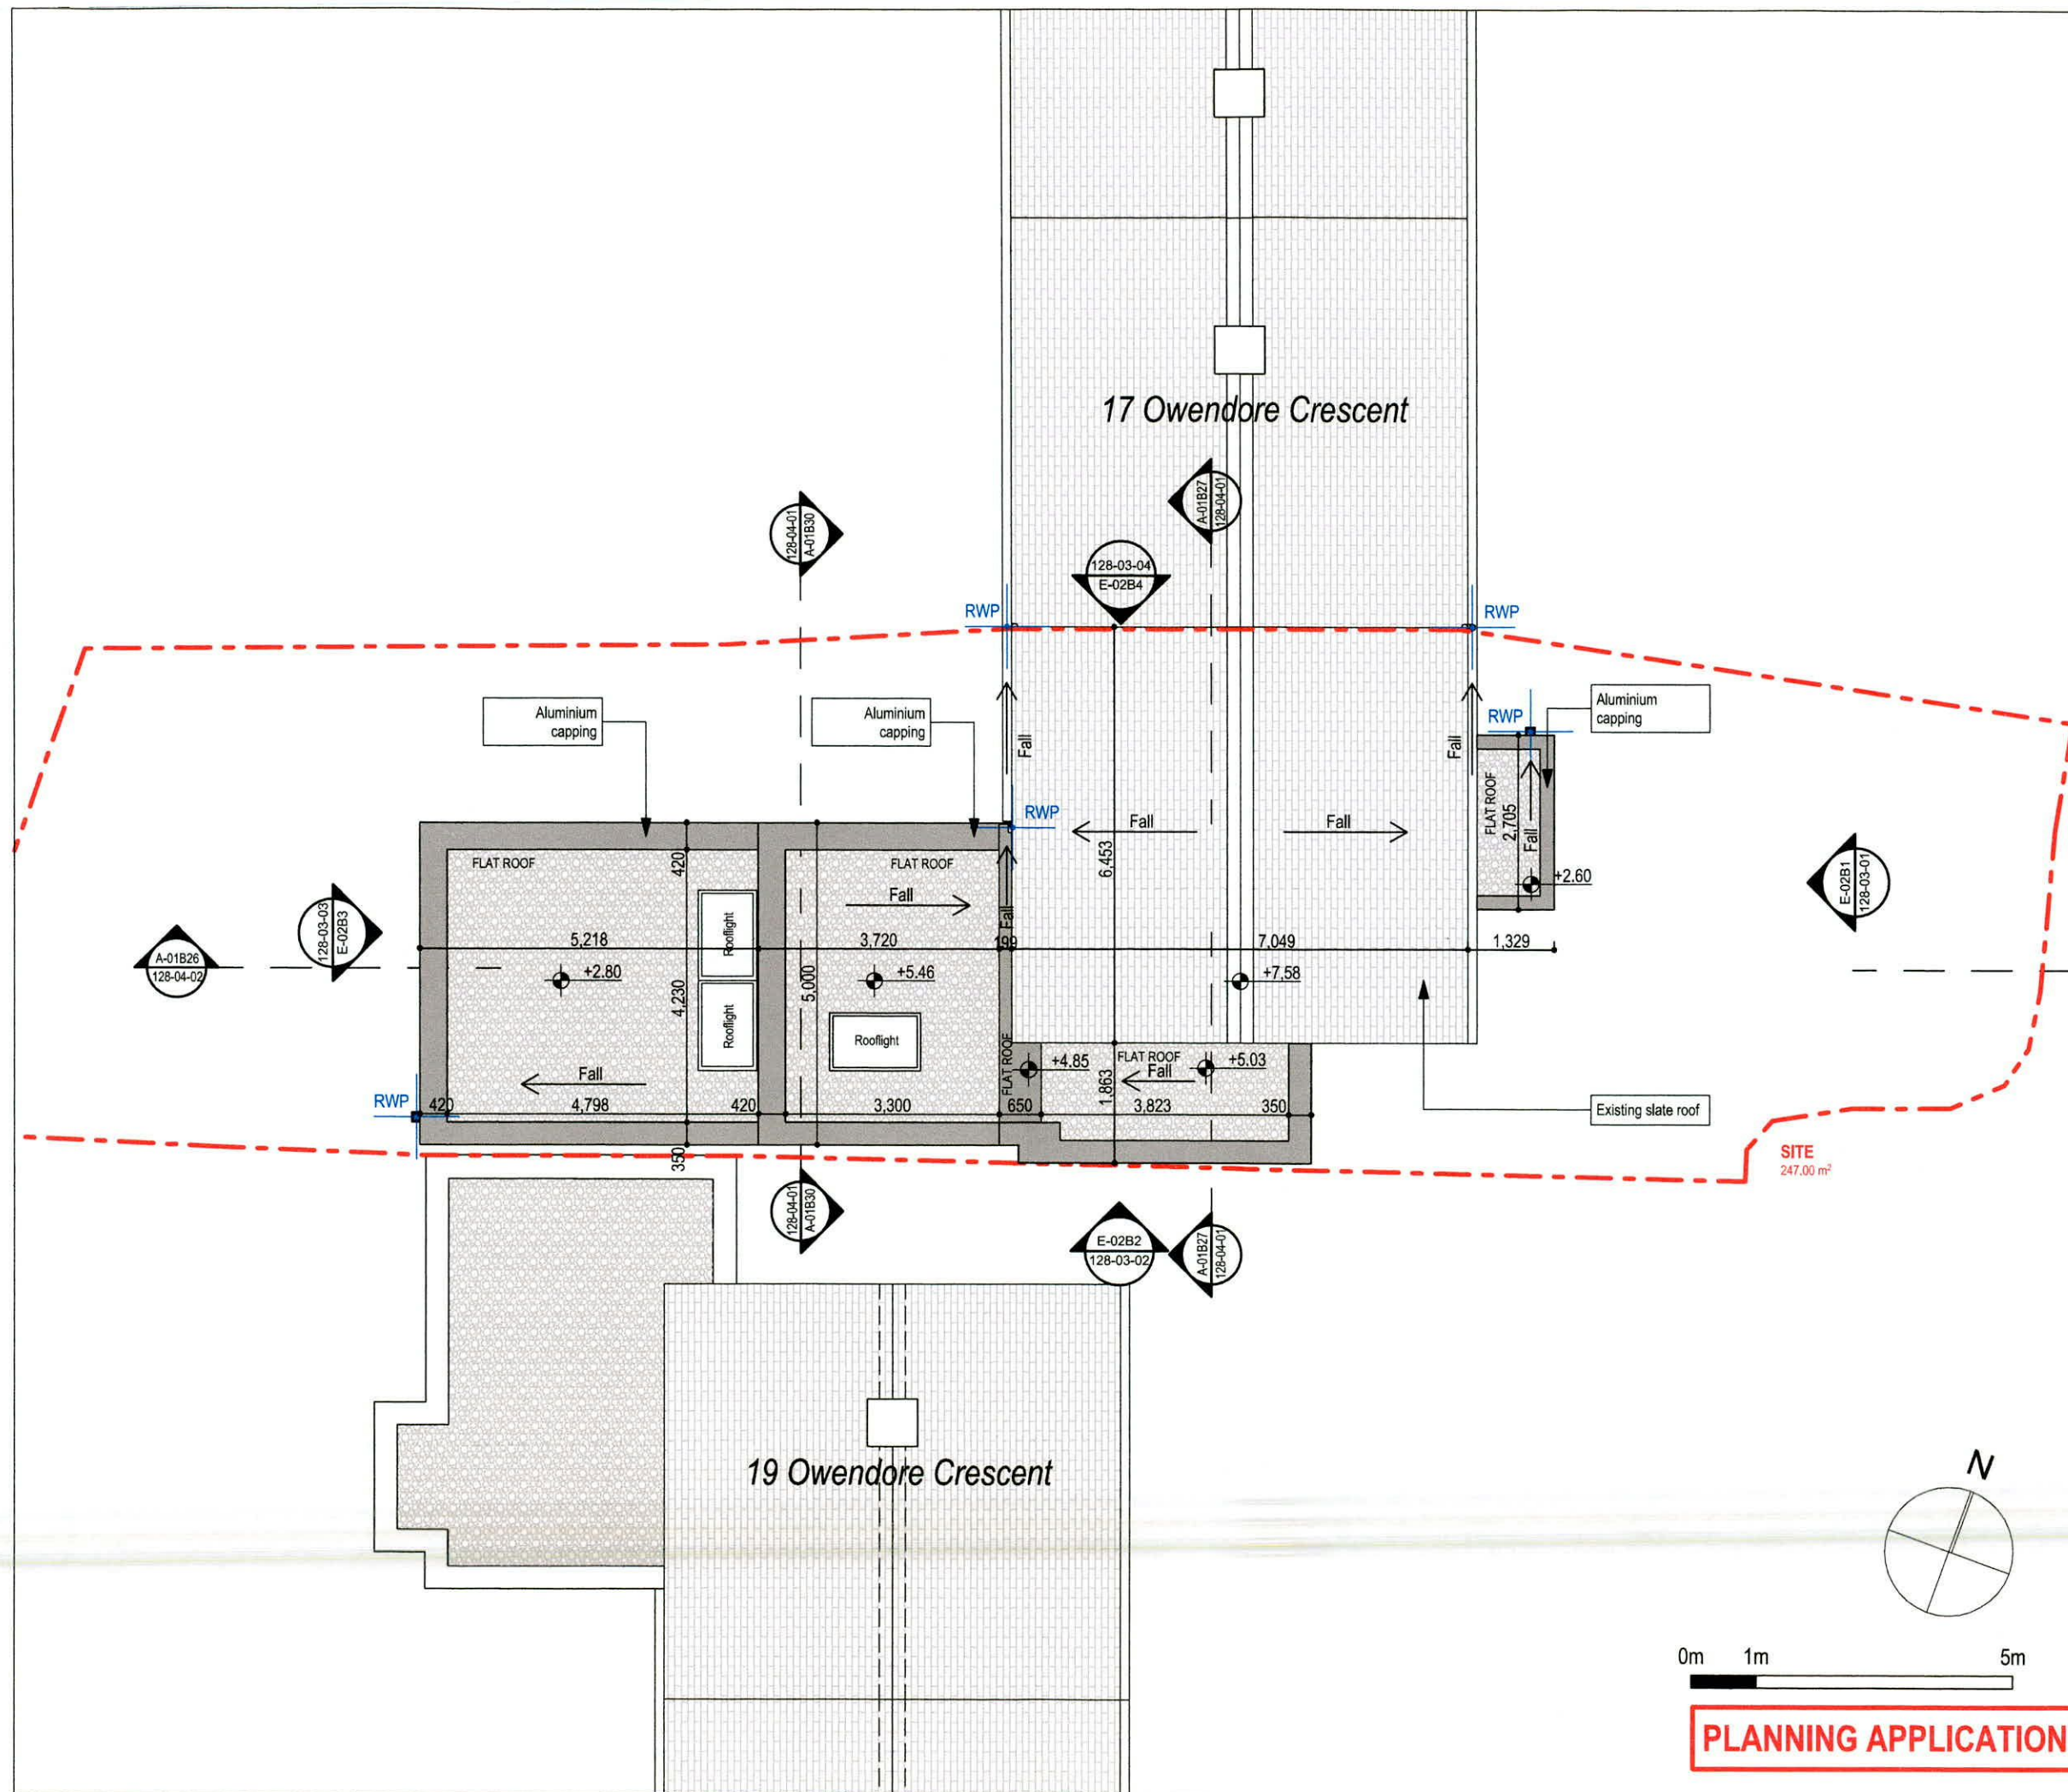 17 Owendore Crescent
A-01B27
128-04-01
128-04-01
A-01B30
128-03-04
E-02B4
RWP
RWP
Aluminium
capping
Aluminium
capping
Aluminium
capping
RWP
Fall
Fall
RWP
Fall
Fall
6,453
FLAT ROOF
2,705
Fall
+2.60
E-02B1
128-03-01
FLAT ROOF
420
FLAT ROOF
Fall
Fall
Rooflight
128-03-03
E-02B3
A-01B26
128-04-02
5,218
3,720
199
7,049
1,329
+2.80
4,230
5,000
+5.46
+7,58
Rooflight
Rooflight
FLAT ROOF
+4.85
FLAT ROOF
+5.03
Fall
Fall
1,863
RWP
420
4,798
420
3,300
650
3,823
350
Existing slate roof
350
SITE
247.00 m²
128-04-01
A-01B30
E-02B2
128-03-02
A-01B27
128-04-01
19 Owendore Crescent
N
0m 1m 5m
PLANNING APPLICATION